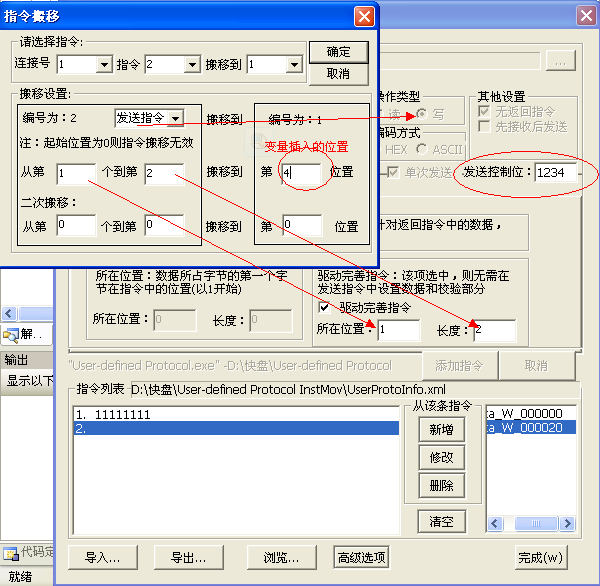 指令搬移
请选择指令:
连接号 1 指令 2 搬移到 1
确定
取消
搬移设置:
编号为：2 发送指令 搬移到 编号为：1
注：起始位置为0则指令搬移无效
变量插入的位置
从第 1 个到第 2 搬移到 第 4 位置
二次搬移：
从第 0 个到第 0 搬移到 第 0 位置
...
操作类型
读 写
其他设置
无返回指令
先接收后发送
编码方式
HEX ASCII
单次发送
发送控制位： 1234
针对返回指令中的数据，
所在位置：数据所占字节的第一个字
节在指令中的位置(以1开始)
所在位置： 0 长度： 0
驱动完善指令：该项选中，则无需在
发送指令中设置数据和校验部分
驱动完善指令
所在位置： 1 长度： 2
解..
输出
显示以下
"User-defined Protocol.exe" -D:\快盘\User-defined Protocol
添加指令
取消
指令列表 D:\快盘\User-defined Protocol InstMov\UserProtoInfo.xml
1. 11111111
2.
从该条指令
新增
修改
删除
清空
ta_W_000000
ta_W_000020
导入...
导出...
浏览...
高级选项
完成(w)
代码定
就绪